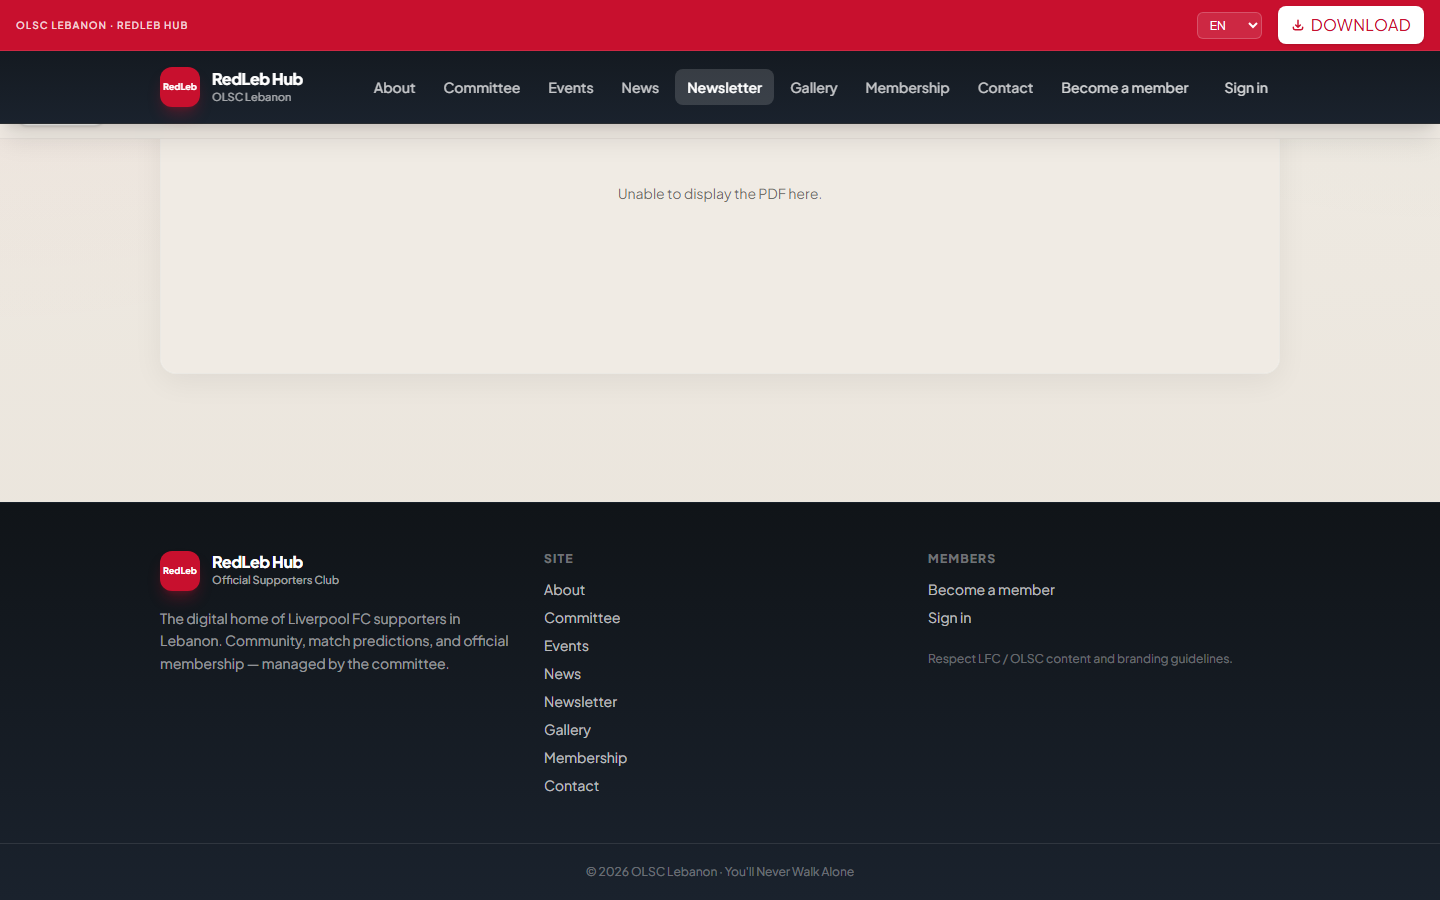 OLSC LEBANON · REDLEB HUB
EN
DOWNLOAD
RedLeb
RedLeb Hub
OLSC Lebanon
About
Committee
Events
News
Newsletter
Gallery
Membership
Contact
Become a member
Sign in
Unable to display the PDF here.
RedLeb
RedLeb Hub
Official Supporters Club
The digital home of Liverpool FC supporters in
Lebanon. Community, match predictions, and official
membership — managed by the committee.
SITE
About
Committee
Events
News
Newsletter
Gallery
Membership
Contact
MEMBERS
Become a member
Sign in
Respect LFC / OLSC content and branding guidelines.
© 2026 OLSC Lebanon · You'll Never Walk Alone